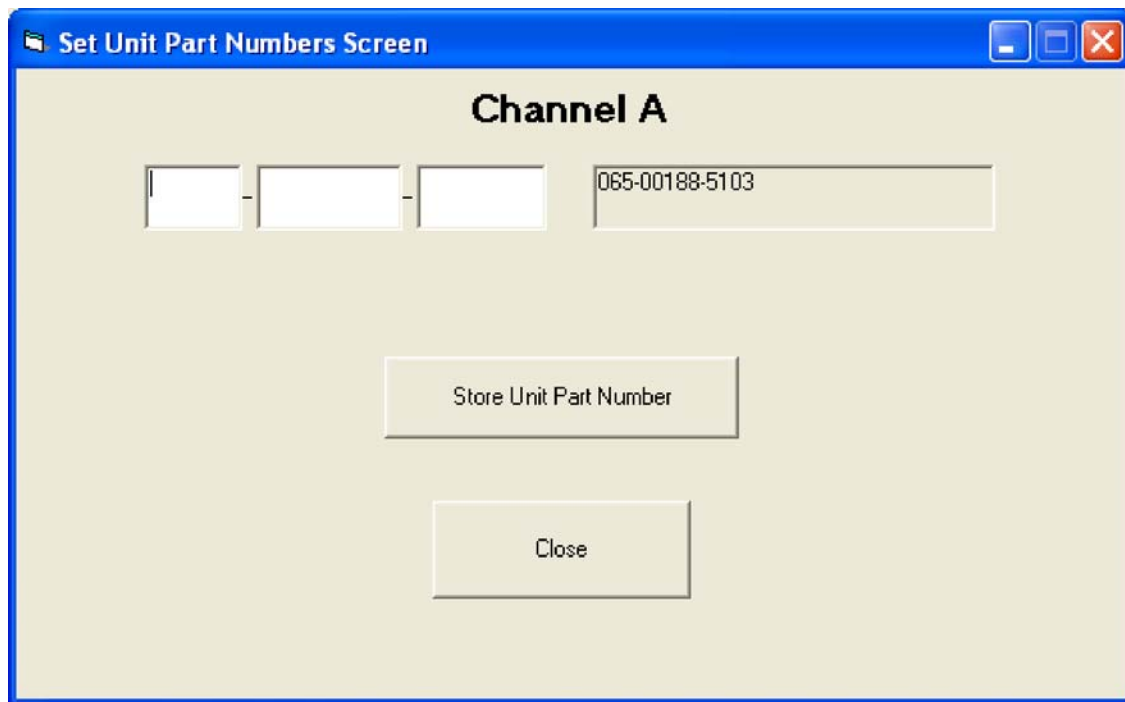 Set Unit Part Numbers Screen
Channel A
- - 065-00188-5103
Store Unit Part Number
Close